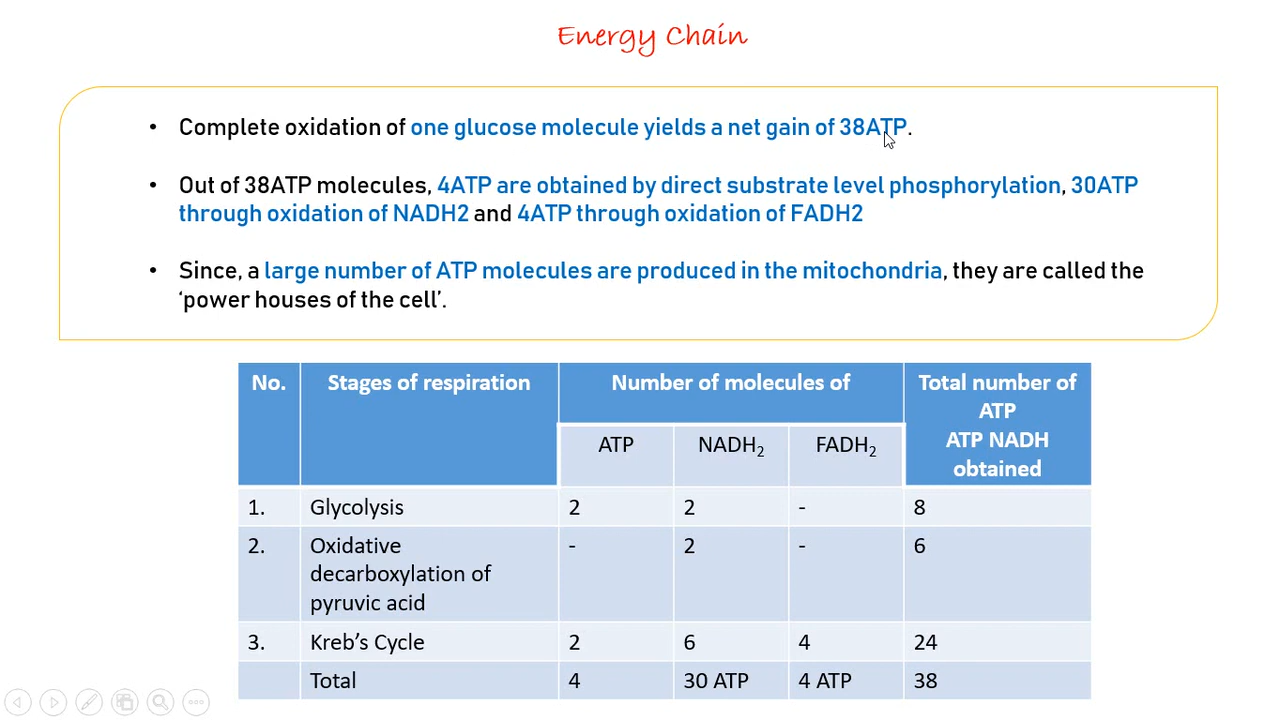 Energy Chain
• Complete oxidation of one glucose molecule yields a net gain of 38ATP.
• Out of 38ATP molecules, 4ATP are obtained by direct substrate level phosphorylation, 30ATP
through oxidation of NADH2 and 4ATP through oxidation of FADH2
• Since, a large number of ATP molecules are produced in the mitochondria, they are called the
‘power houses of the cell’.
No. Stages of respiration Number of molecules of Total number of
ATP
ATP NADH
obtained
ATP NADH₂ FADH₂
1. Glycolysis 2 2 - 8
2. Oxidative - 2 - 6
decarboxylation of
pyruvic acid
3. Kreb’s Cycle 2 6 4 24
Total 4 30 ATP 4 ATP 38